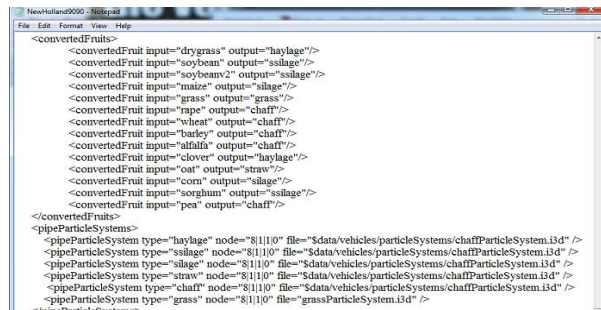 NewHolland9090 - Notepad
File Edit Format View Help
<convertedFruits>
<convertedFruit input="drygrass" output="haylage"/>
<convertedFruit input="soybean" output="ssilage"/>
<convertedFruit input="soybeanv2" output="ssilage"/>
<convertedFruit input="maize" output="silage"/>
<convertedFruit input="grass" output="grass"/>
<convertedFruit input="rape" output="chaff"/>
<convertedFruit input="wheat" output="chaff"/>
<convertedFruit input="barley" output="chaff"/>
<convertedFruit input="alfalfa" output="chaff"/>
<convertedFruit input="clover" output="haylage"/>
<convertedFruit input="oat" output="straw"/>
<convertedFruit input="corn" output="silage"/>
<convertedFruit input="sorghum" output="ssilage"/>
<convertedFruit input="pea" output="chaff"/>
</convertedFruits>
<pipeParticleSystems>
<pipeParticleSystem type="haylage" node="8|1|1|0" file="$data/vehicles/particleSystems/chaffParticleSystem.i3d" />
<pipeParticleSystem type="ssilage" node="8|1|1|0" file="$data/vehicles/particleSystems/chaffParticleSystem.i3d" />
<pipeParticleSystem type="silage" node="8|1|1|0" file="$data/vehicles/particleSystems/chaffParticleSystem.i3d" />
<pipeParticleSystem type="straw" node="8|1|1|0" file="$data/vehicles/particleSystems/chaffParticleSystem.i3d" />
<pipeParticleSystem type="chaff" node="8|1|1|0" file="$data/vehicles/particleSystems/chaffParticleSystem.i3d" />
<pipeParticleSystem type="grass" node="8|1|1|0" file="grassParticleSystem.i3d" />
</pipeParticleSystems>